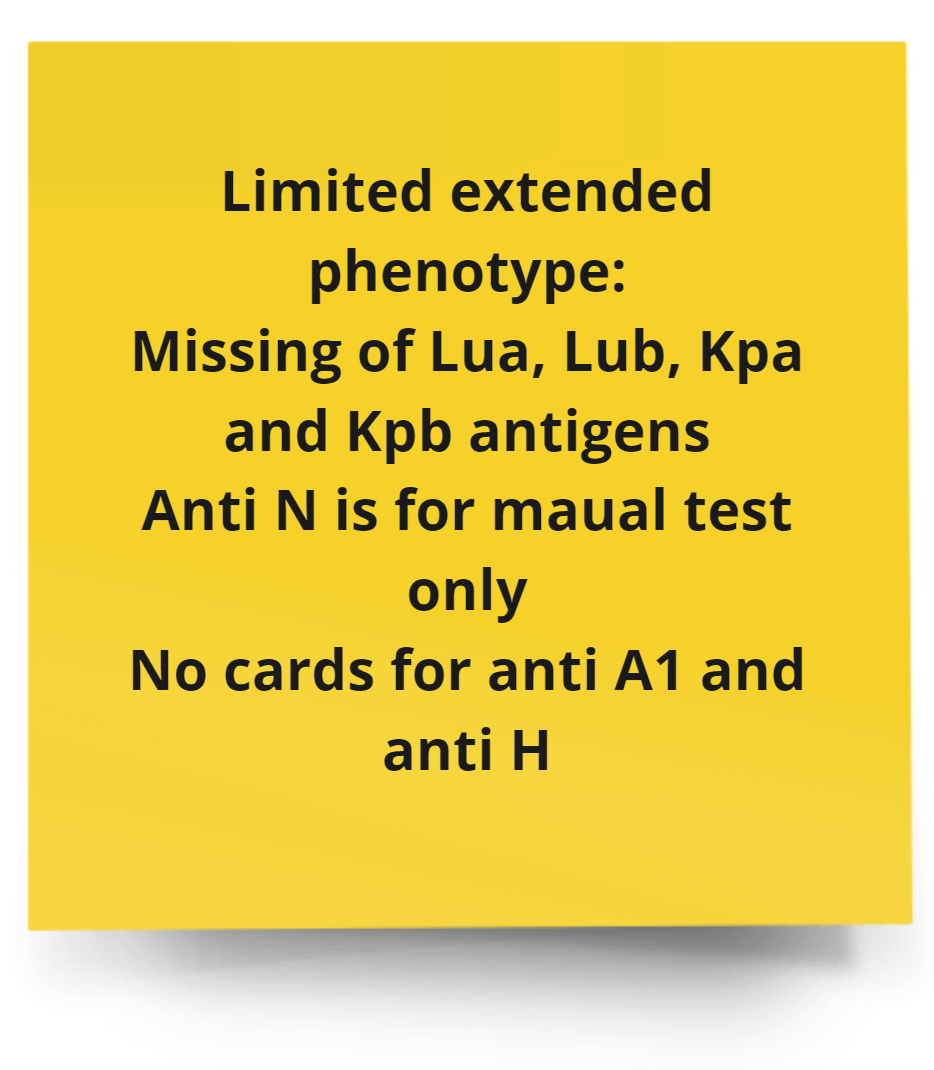 Limited extended
phenotype:
Missing of Lua, Lub, Kpa
and Kpb antigens
Anti N is for maual test
only
No cards for anti A1 and
anti H